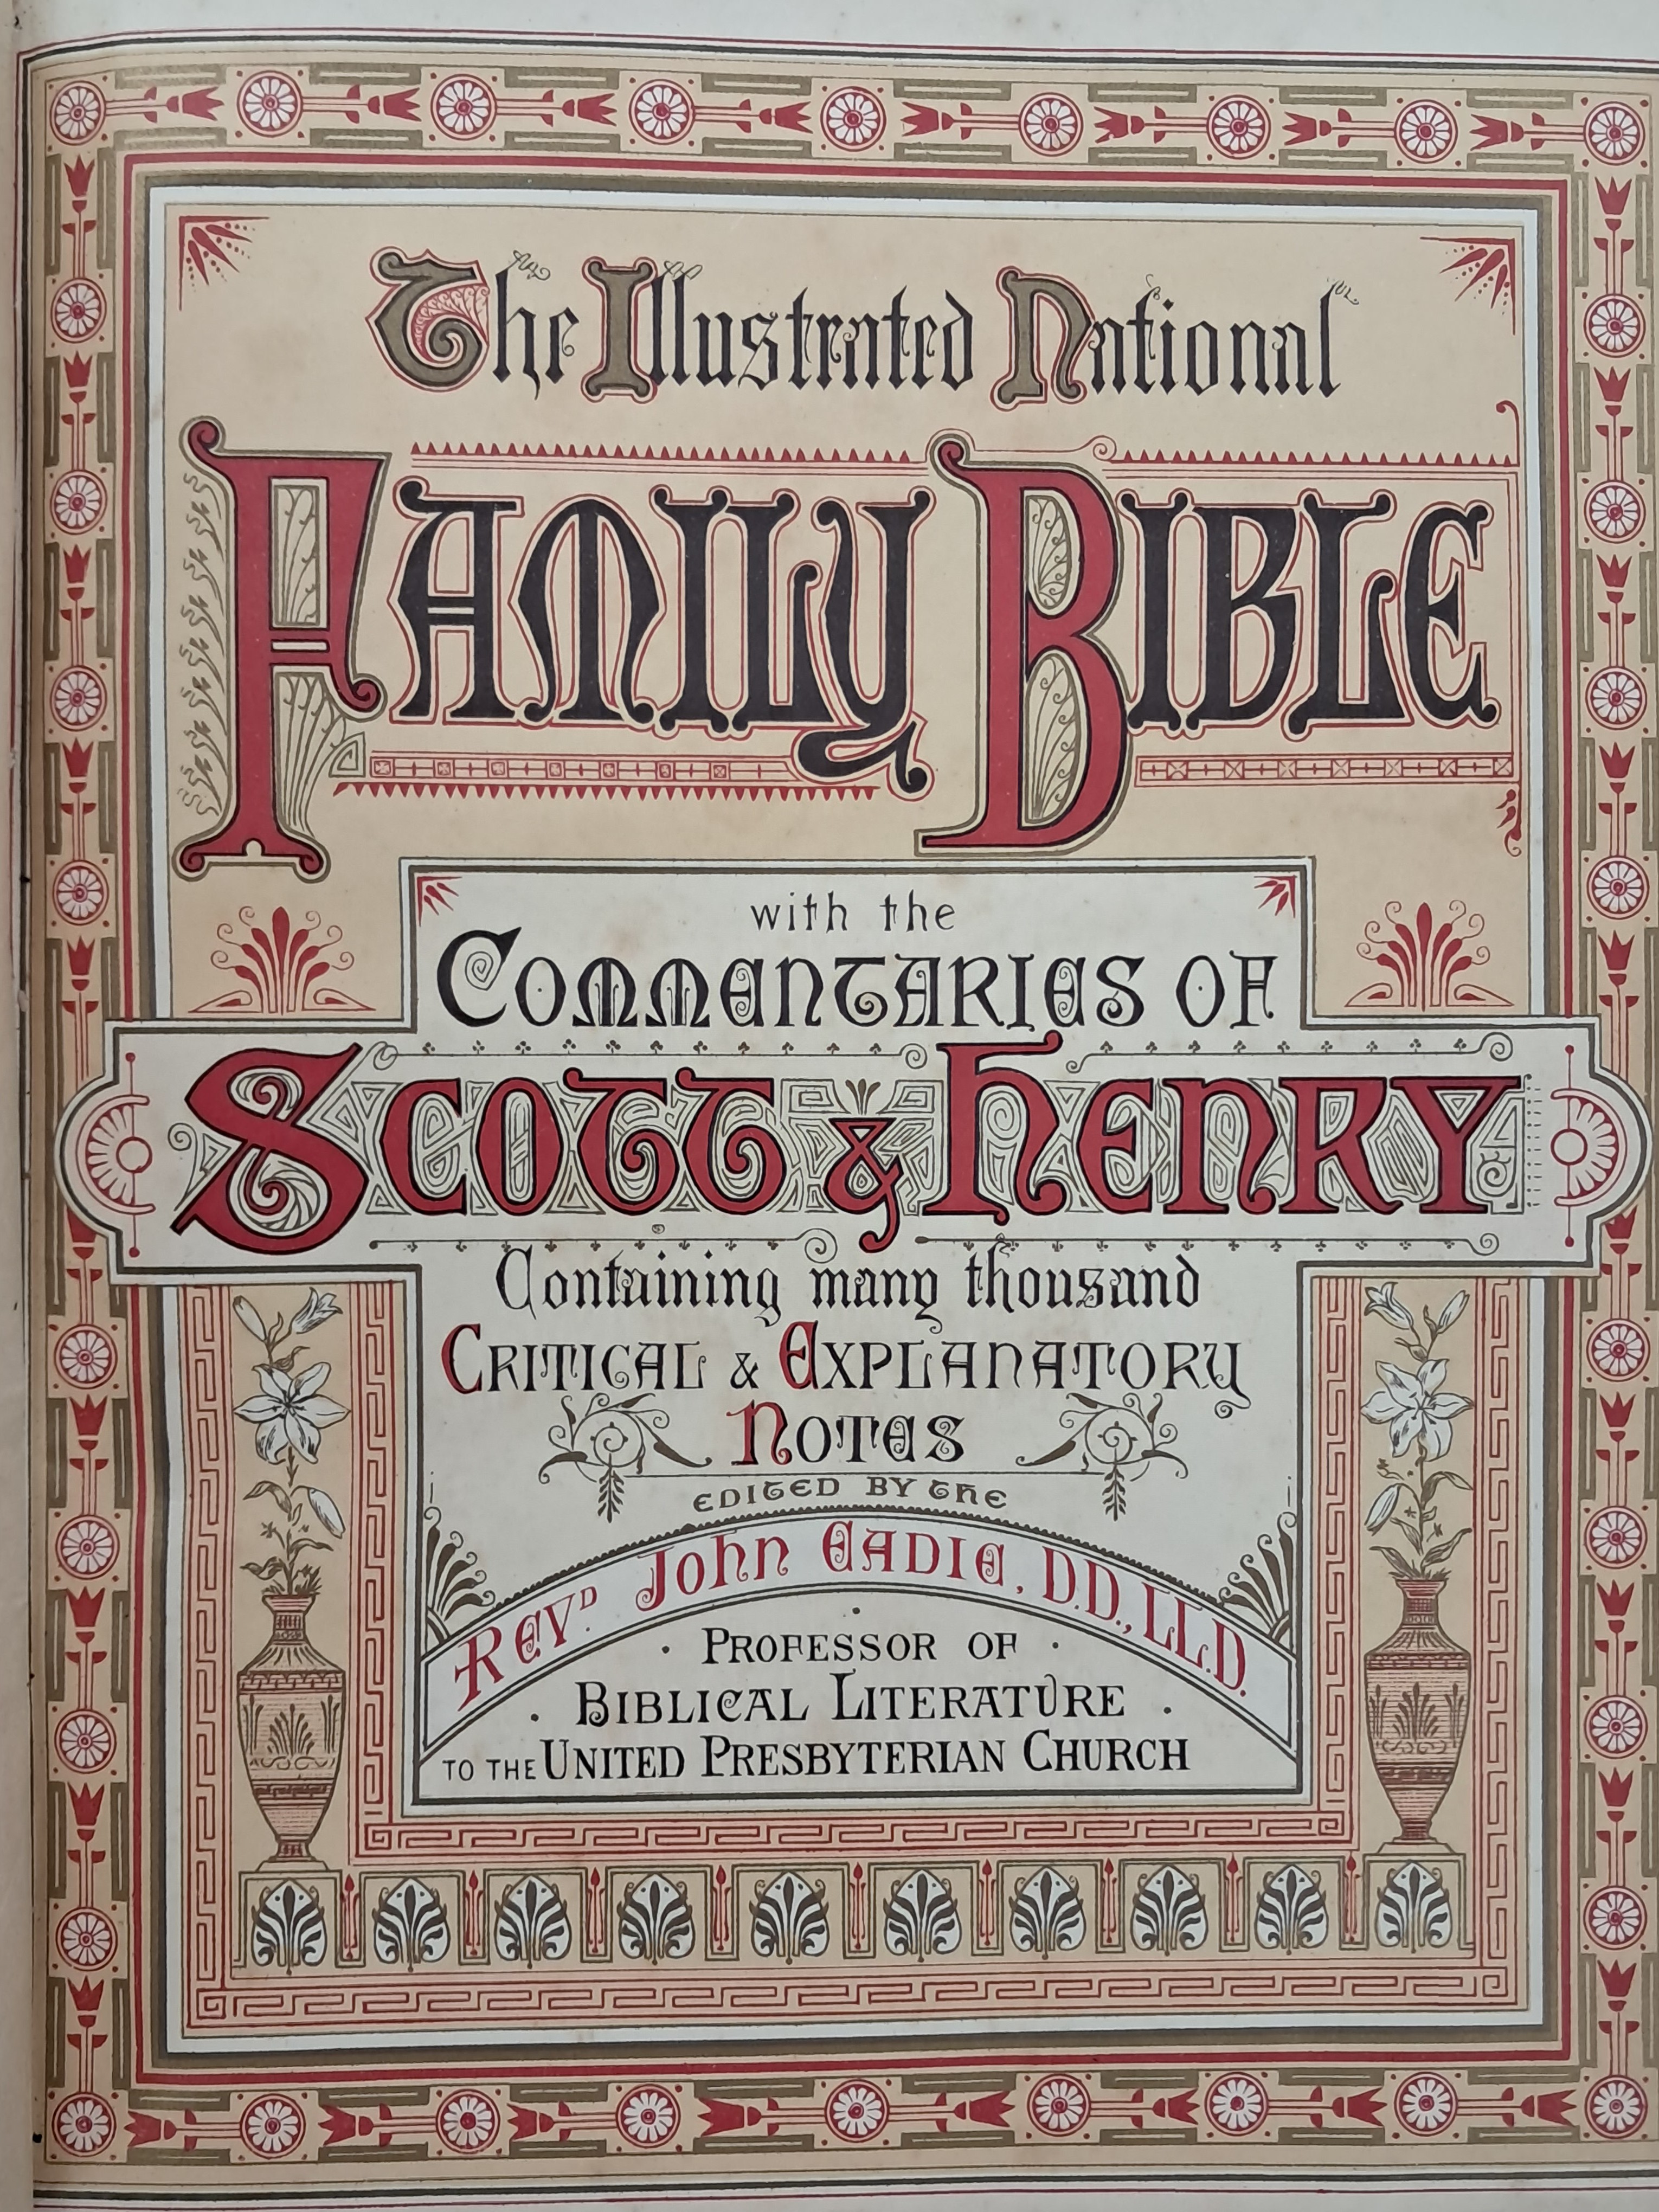 The Illustrated National
FAMILY BIBLE
with the
COMMENTARIES OF
SCOTT & HENRY
Containing many thousand
CRITICAL & EXPLANATORY
NOTES
EDITED BY THE
REVD. John EADIE, D.D., LL.D.
PROFESSOR OF
BIBLICAL LITERATURE
TO THE UNITED PRESBYTERIAN CHURCH